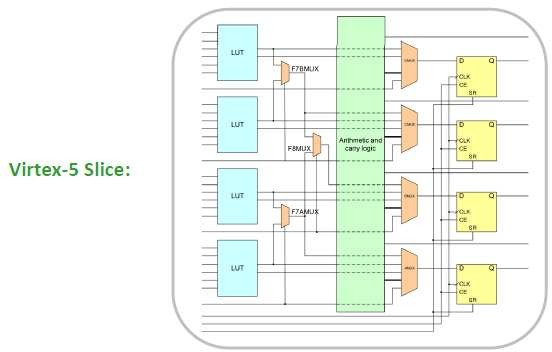 Virtex-5 Slice:
LUT
F7BMUX
LUT
F8MUX
LUT
F7AMUX
LUT
Arithmetic and
carry logic
D Q
CLK
CE
SR
D Q
CLK
CE
SR
D Q
CLK
CE
SR
D Q
CLK
CE
SR